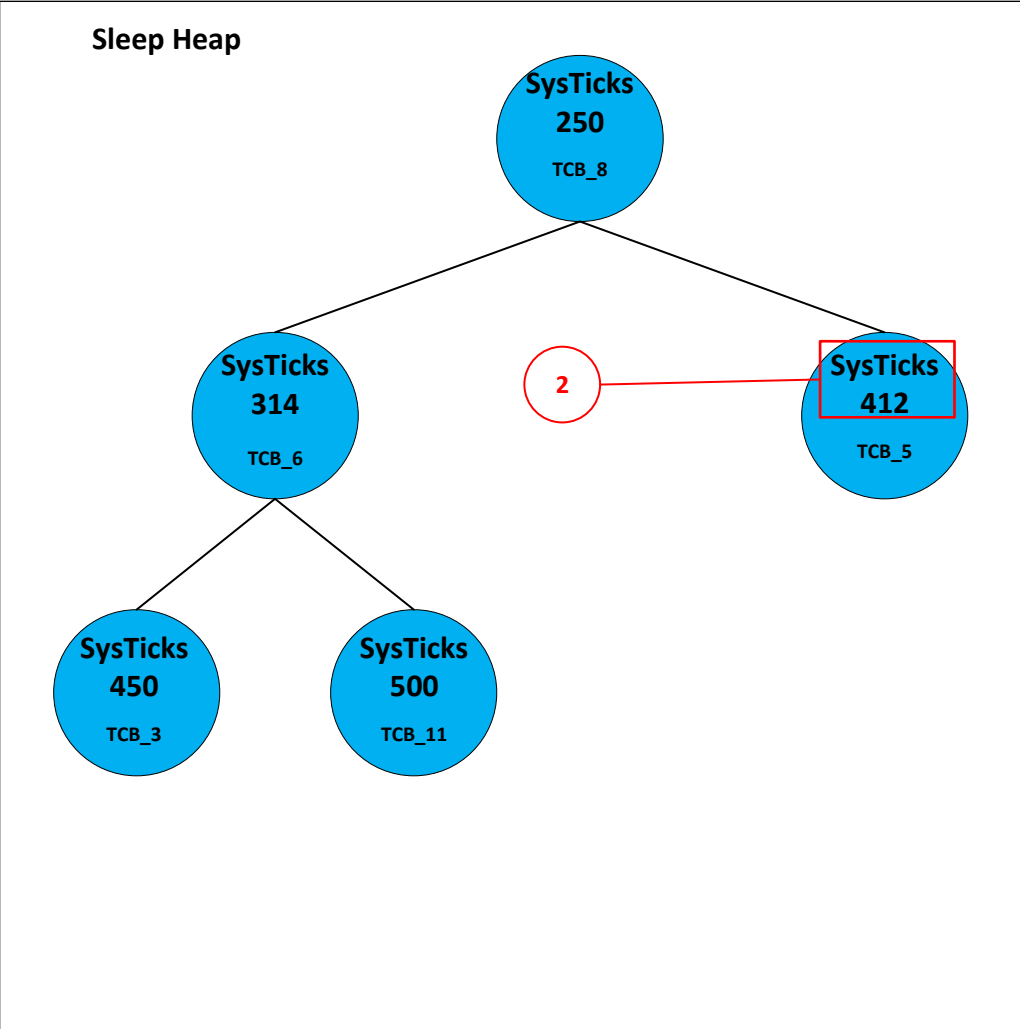 Sleep Heap
SysTicks
250
TCB_8
SysTicks
314
TCB_6
2
SysTicks
412
TCB_5
SysTicks
450
TCB_3
SysTicks
500
TCB_11